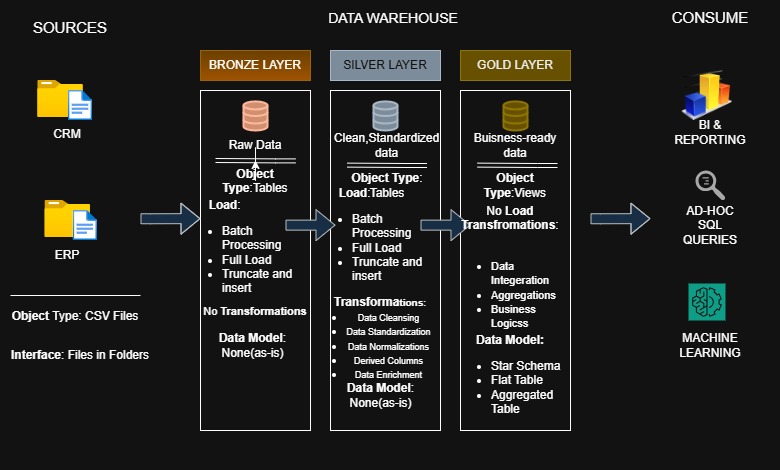 SOURCES
CRM
ERP
Object Type: CSV Files
Interface: Files in Folders
DATA WAREHOUSE
BRONZE LAYER
Raw Data
Object
Type:Tables
Load:
Batch
Processing
Full Load
Truncate and
insert
No Transformations
Data Model:
None(as-is)
SILVER LAYER
Clean,Standardized
data
Object Type:
Load:Tables
Batch
Processing
Full Load
Truncate and
insert
Transformations:
Data Cleansing
Data Standardization
Data Normalizations
Derived Columns
Data Enrichment
Data Model:
None(as-is)
GOLD LAYER
Buisness-ready
data
Object
Type:Views
No Load
Transfromations:
Data
Integeration
Aggregations
Business
Logicss
Data Model:
Star Schema
Flat Table
Aggregated
Table
CONSUME
BI &
REPORTING
AD-HOC
SQL
QUERIES
MACHINE
LEARNING